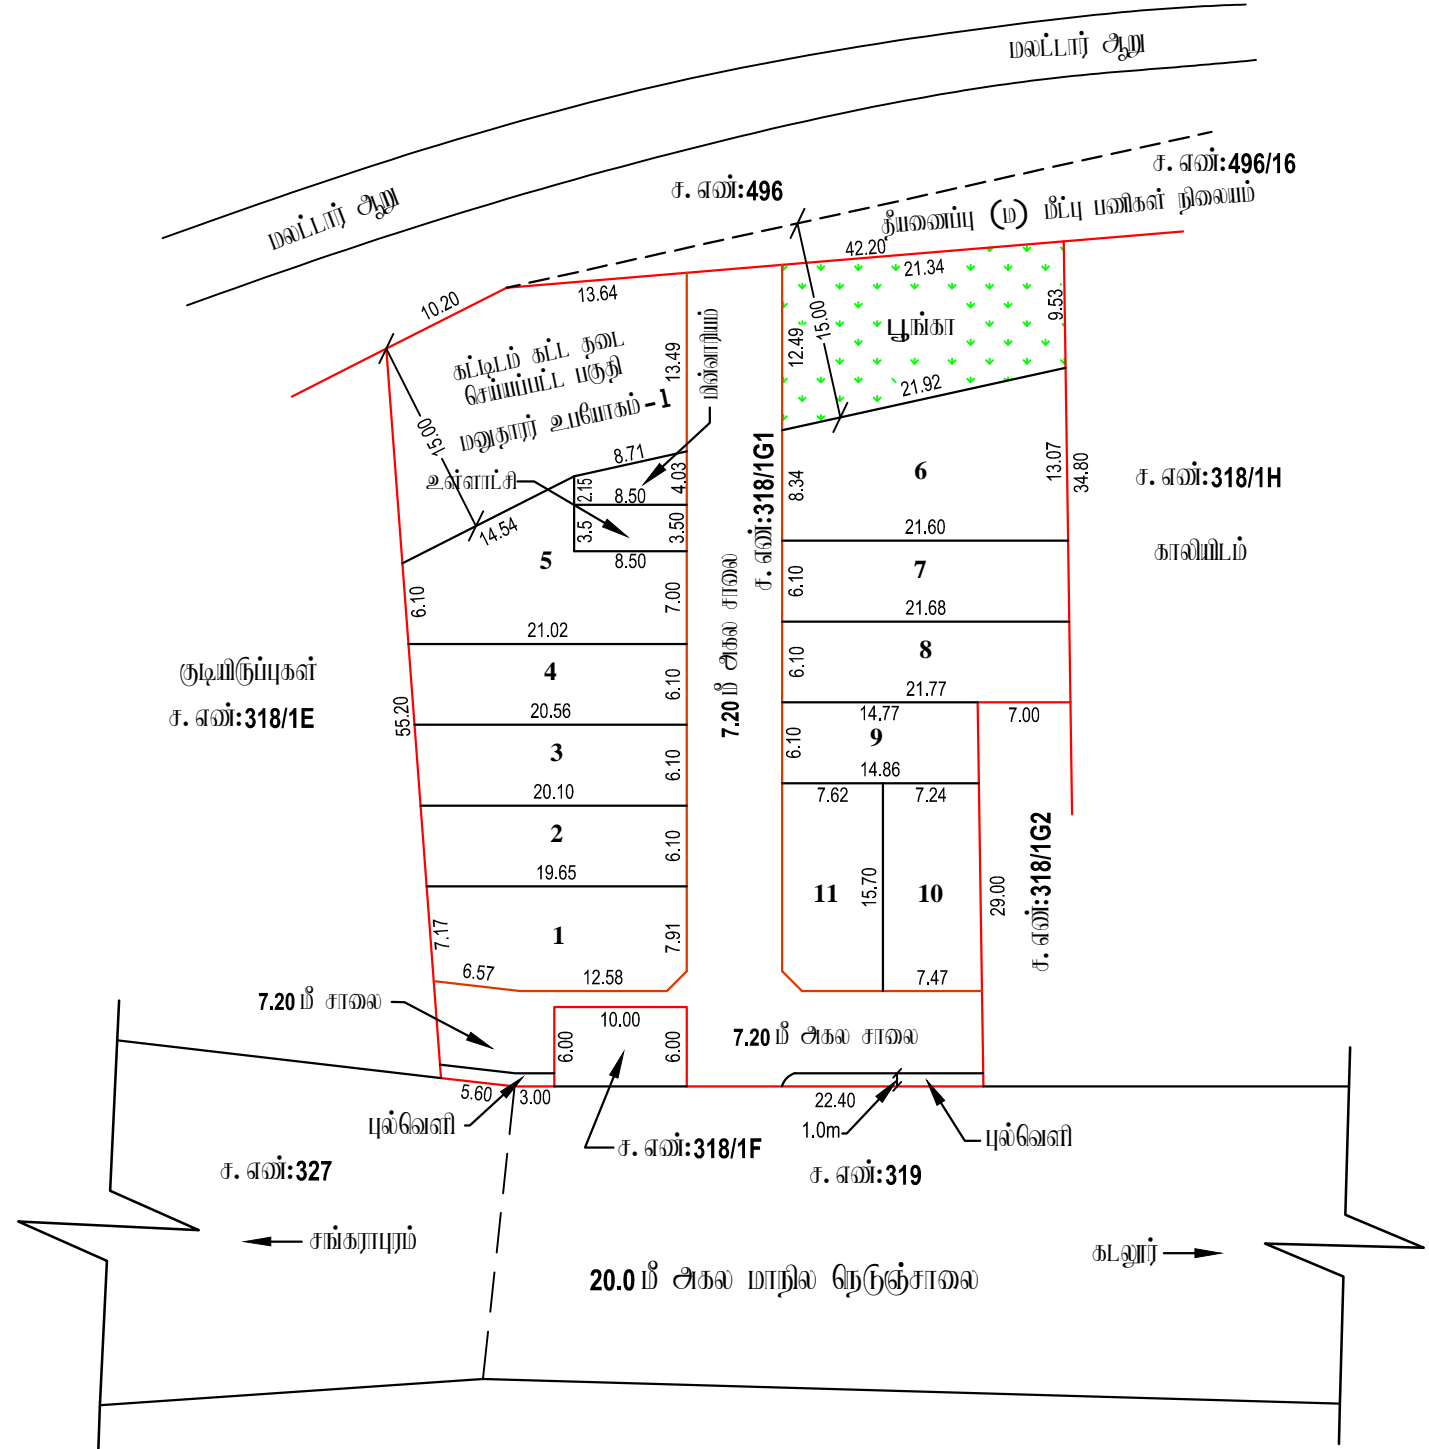 மலட்டார் ஆறு
மலட்டார் ஆறு
ச. எண்:496
ச. எண்:496/16
தீயணைப்பு (ம) மீட்பு பணிகள் நிலையம்
42.20
21.34
10.20
13.64
பூங்கா
9.53
15.00
12.49
21.92
கட்டிடம் கட்ட தடை
செய்யப்பட்ட பகுதி
மனுதாரர் உபயோகம்-1
13.49
மின்வாரியம்
15.00
8.71
உள்ளாட்சி
2.15
8.50
4.03
3.5
3.50
8.50
14.54
5
6.10
7.00
21.02
ச. எண்:318/1G1
8.34
6
13.07
34.80
21.60
ச. எண்:318/1H
காலியிடம்
6.10
7
21.68
6.10
8
21.77
7.20 மீ அகல சாலை
குடியிருப்புகள்
ச. எண்:318/1E
55.20
4
6.10
20.56
3
6.10
20.10
2
6.10
19.65
1
7.17
7.91
6.57
12.58
14.77
7.00
9
6.10
14.86
7.62
7.24
11
15.70
10
7.47
29.00
ச. எண்:318/1G2
7.20 மீ சாலை
10.00
6.00
6.00
7.20 மீ அகல சாலை
5.60
3.00
22.40
1.0m
புல்வெளி
புல்வெளி
ச. எண்:318/1F
ச. எண்:327
ச. எண்:319
சங்கராபுரம்
கடலூர்
20.0 மீ அகல மாநில நெடுஞ்சாலை